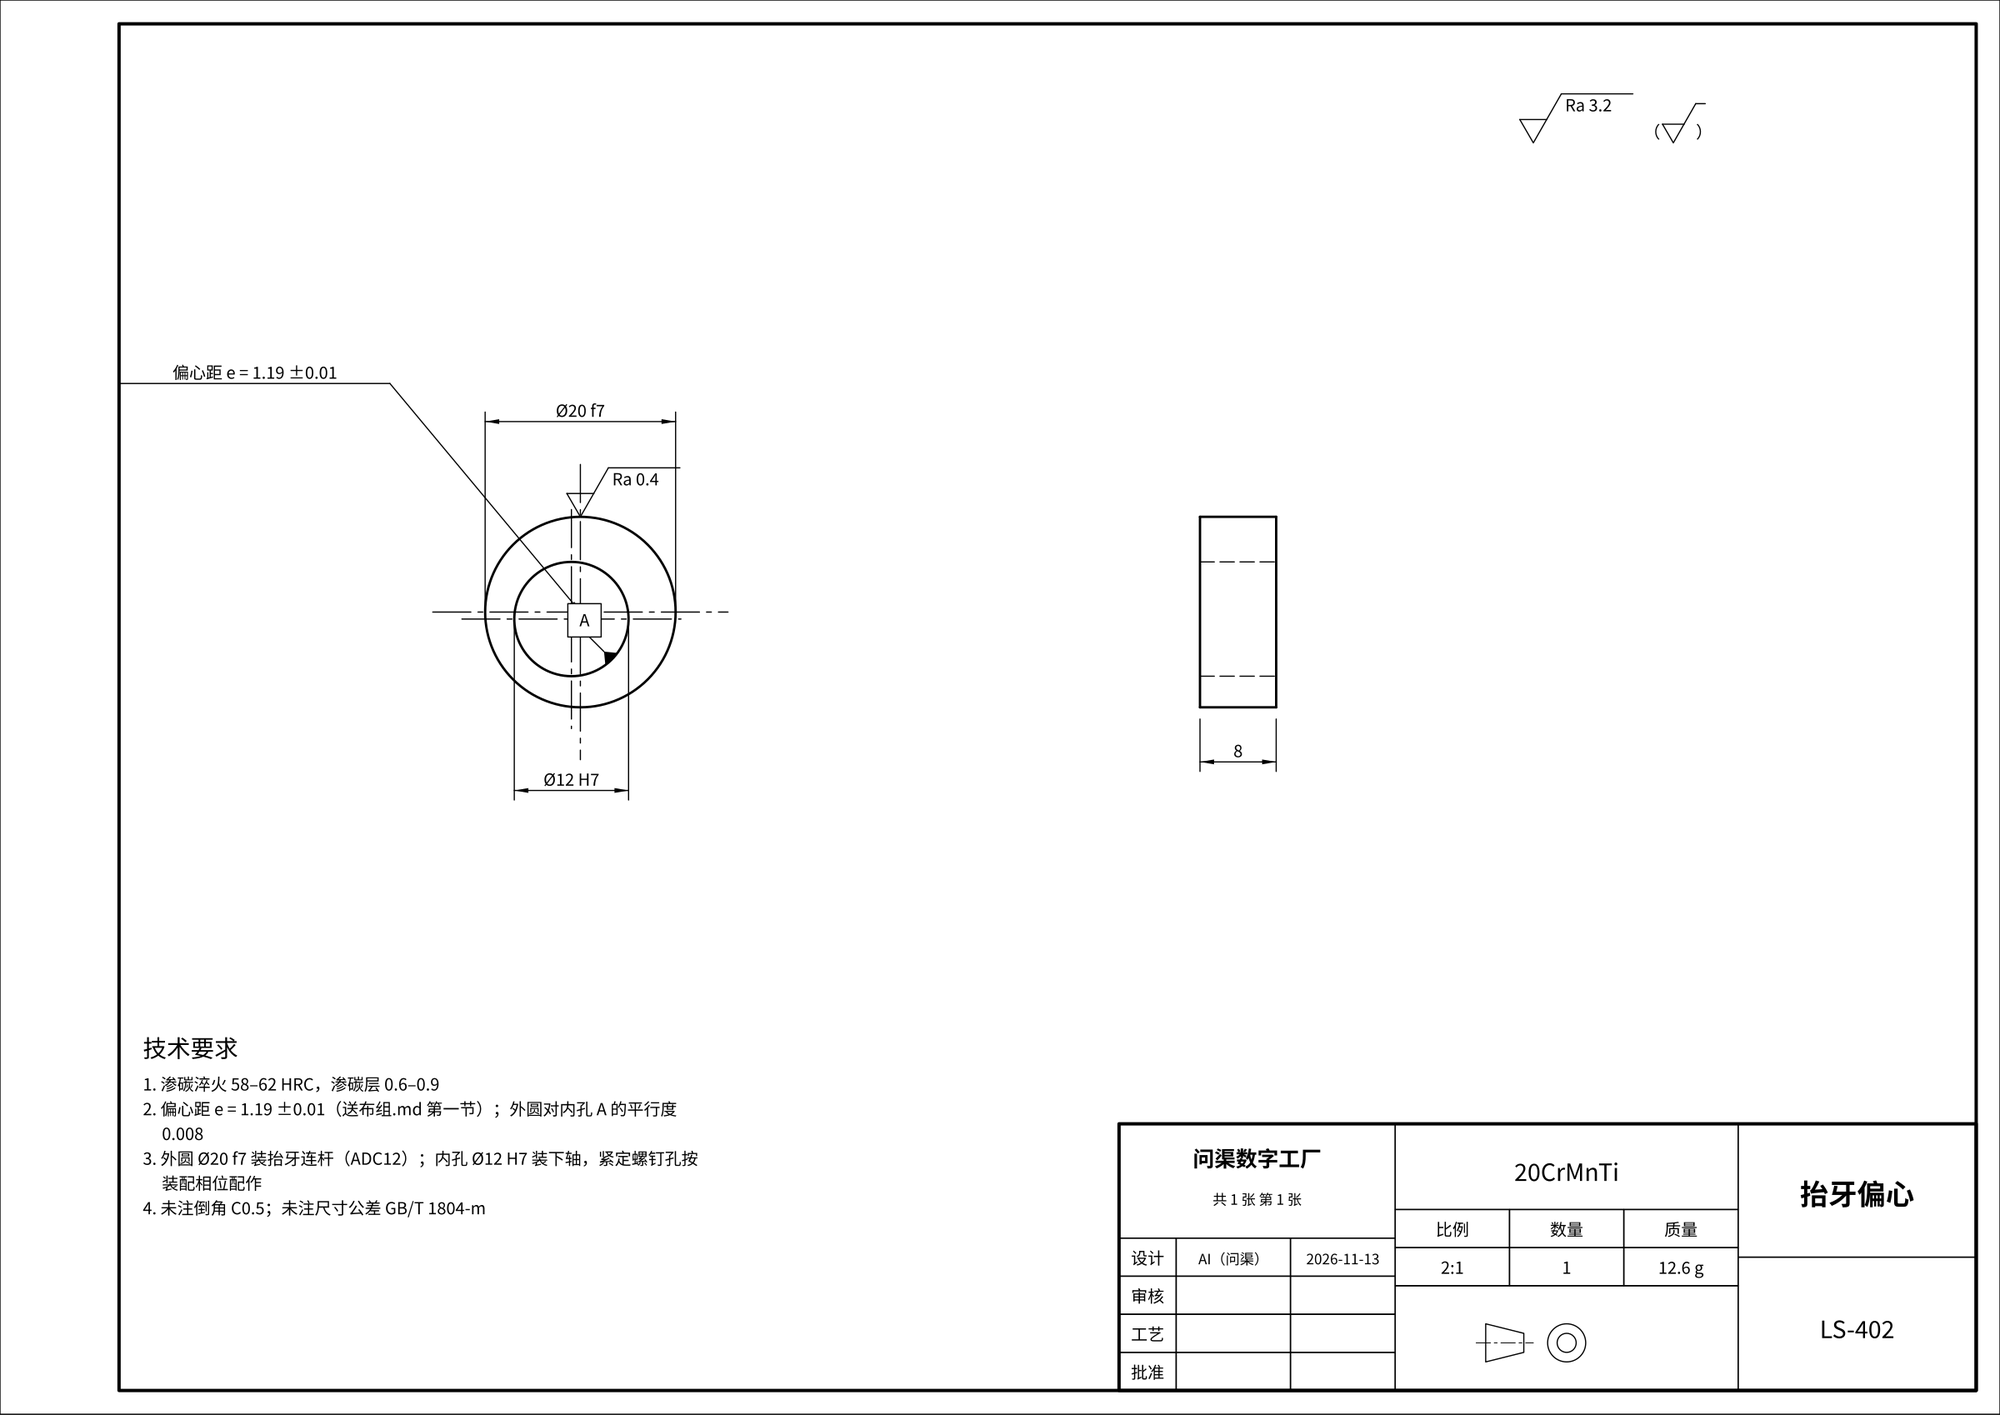 Ra 3.2
( )
偏心距 e = 1.19 ±0.01
Ø20 f7
Ra 0.4
A
8
Ø12 H7
技术要求
1. 渗碳淬火 58–62 HRC，渗碳层 0.6–0.9
2. 偏心距 e = 1.19 ±0.01（送布组.md 第一节）；外圆对内孔 A 的平行度
0.008
3. 外圆 Ø20 f7 装抬牙连杆（ADC12）；内孔 Ø12 H7 装下轴，紧定螺钉孔按
装配相位配作
4. 未注倒角 C0.5；未注尺寸公差 GB/T 1804-m
问渠数字工厂
共 1 张 第 1 张
20CrMnTi
抬牙偏心
比例 数量 质量
设计 AI（问渠） 2026-11-13
2:1 1 12.6 g
审核
工艺
LS-402
批准